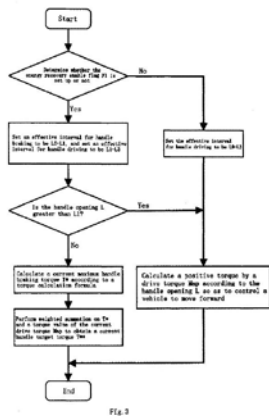 Start
Determine whether the
energy recovery enable flag F1 is
set up or not
No
Yes
Set an effective interval for handle
braking to be L0-L1, and set an effective
interval for handle driving to be L1-L2
Set the effective interval
for handle driving to be L0-L2
Is the handle opening L
greater than L1?
Yes
No
Calculate a current maximum handle
braking torque T* according to a
torque calculation formula
Calculate a positive torque by a
drive torque Map according to the
handle opening L so as to control a
vehicle to move forward
Perform weighted summation on T*
and a torque value of the current
drive torque Map to obtain a current
handle target torque T**
End
Fig.3